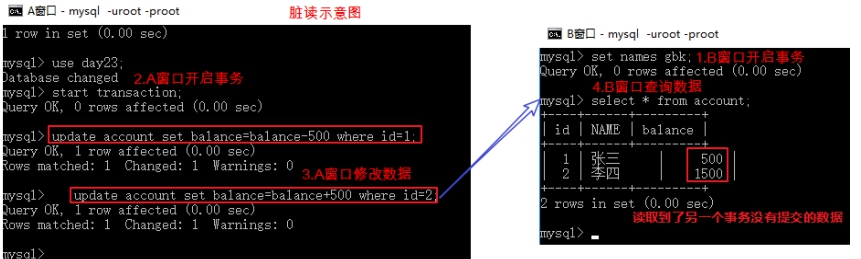 A窗口 - mysql -uroot -proot
脏读示意图
1 row in set (0.00 sec)
mysql> use day23;
Database changed 2.A窗口开启事务
mysql> start transaction;
Query OK, 0 rows affected (0.00 sec)
mysql> update account set balance=balance-500 where id=1;
Query OK, 1 row affected (0.00 sec)
Rows matched: 1 Changed: 1 Warnings: 0
3.A窗口修改数据
mysql> update account set balance=balance+500 where id=2;
Query OK, 1 row affected (0.00 sec)
Rows matched: 1 Changed: 1 Warnings: 0
mysql>
B窗口 - mysql -uroot -proot
mysql> set names gbk; 1.B窗口开启事务
Query OK, 0 rows affected (0.00 sec)
4.B窗口查询数据
mysql> select * from account;
+----+------+---------+
| id | NAME | balance |
+----+------+---------+
| 1 | 张三 | 500 |
| 2 | 李四 | 1500 |
+----+------+---------+
2 rows in set (0.00 sec)
读取到了另一个事务没有提交的数据
mysql> _